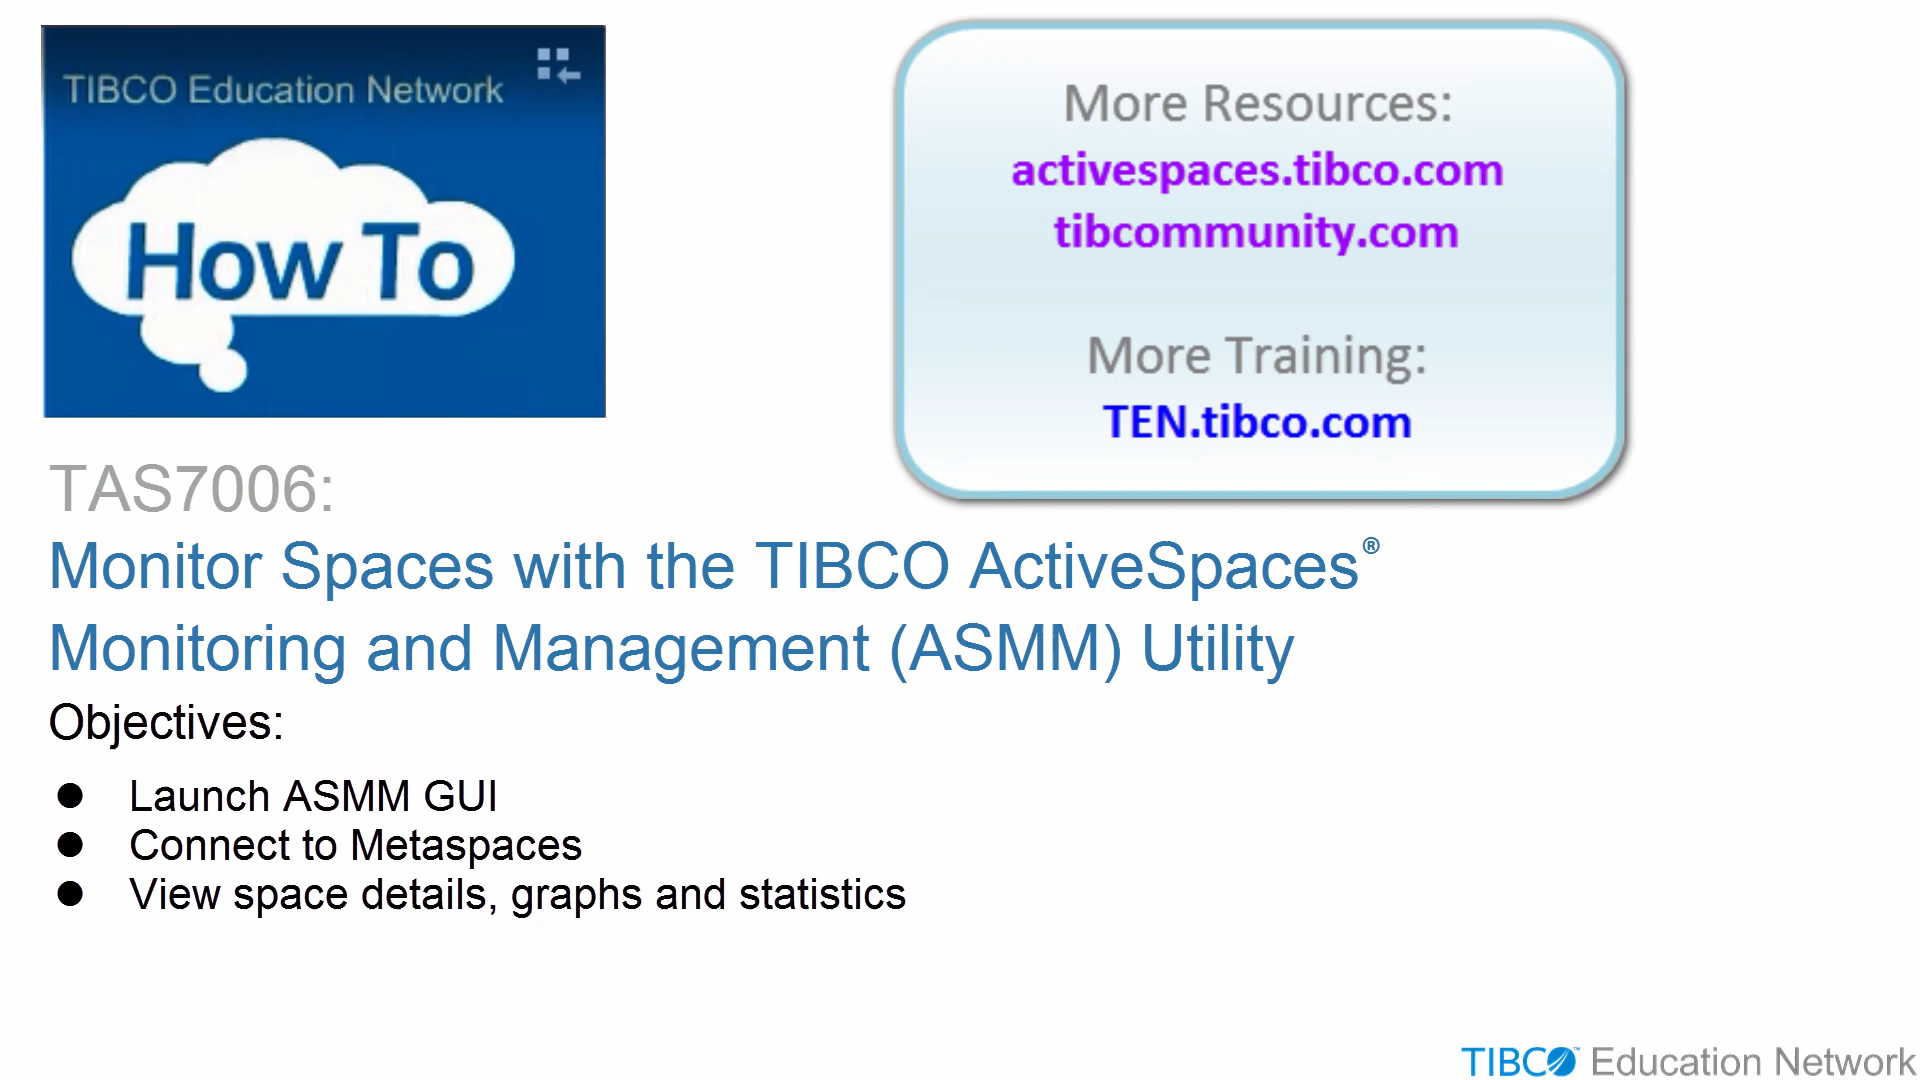 TIBCO Education Network
How To
More Resources:
activespaces.tibco.com
tibcommunity.com
More Training:
TEN.tibco.com
TAS7006:
Monitor Spaces with the TIBCO ActiveSpaces®
Monitoring and Management (ASMM) Utility
Objectives:
● Launch ASMM GUI
● Connect to Metaspaces
● View space details, graphs and statistics
TIBCO™ Education Network